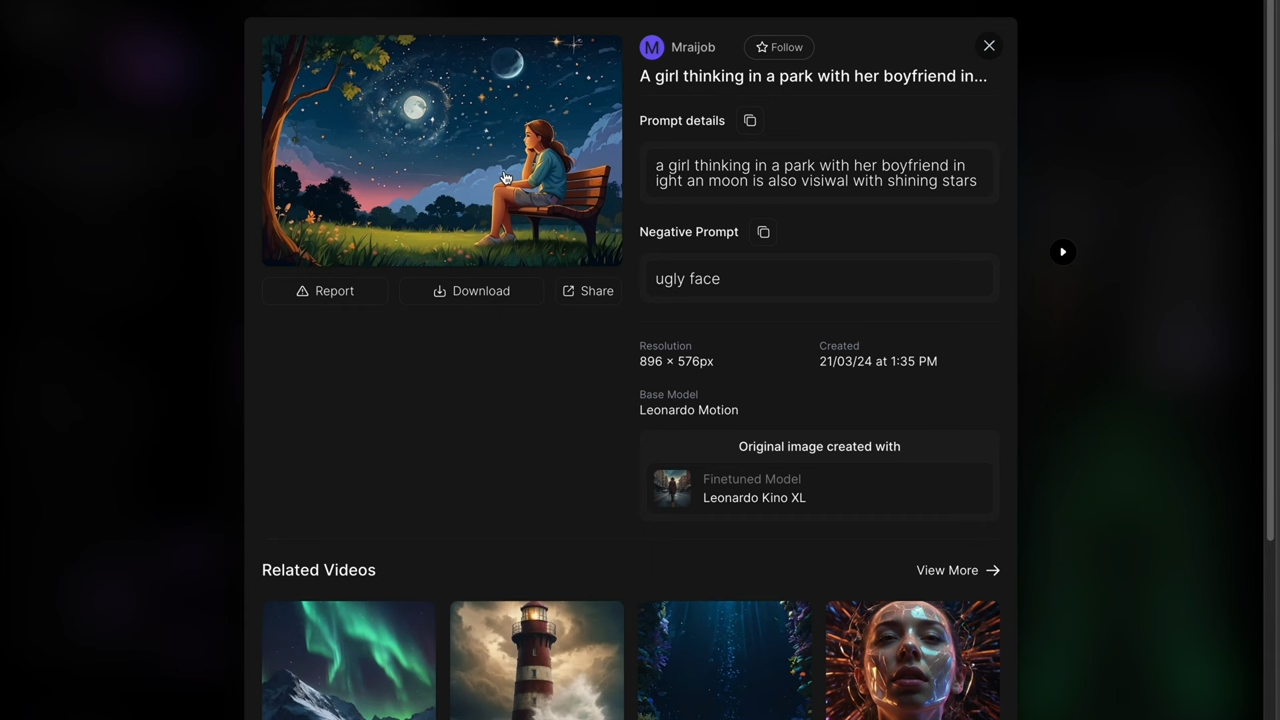 M Mraijob Follow
A girl thinking in a park with her boyfriend in...
Prompt details
a girl thinking in a park with her boyfriend in
ight an moon is also visiwal with shining stars
Negative Prompt
ugly face
Report Download Share
Resolution Created
896 × 576px 21/03/24 at 1:35 PM
Base Model
Leonardo Motion
Original image created with
Finetuned Model
Leonardo Kino XL
Related Videos View More